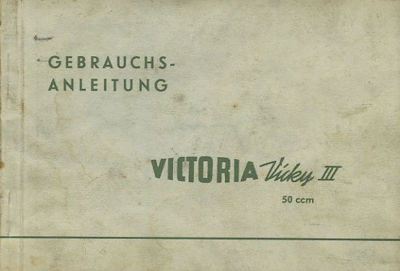 GEBRAUCHS-
ANLEITUNG
VICTORIA Vicky III
50 ccm